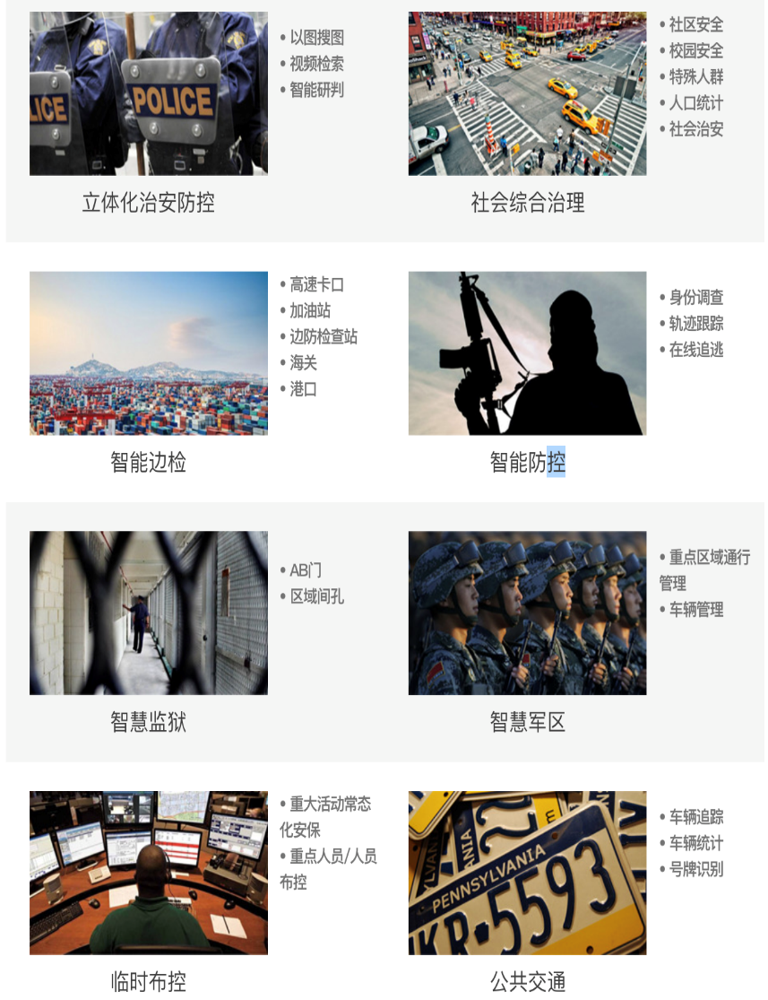 • 以图搜图
• 视频检索
• 智能研判
LICE
POLICE
立体化治安防控
• 社区安全
• 校园安全
• 特殊人群
• 人口统计
• 社会治安
社会综合治理
• 高速卡口
• 加油站
• 边防检查站
• 海关
• 港口
智能边检
• 身份调查
• 轨迹跟踪
• 在线追逃
智能防控
• AB门
• 区域间孔
智慧监狱
• 重点区域通行
管理
• 车辆管理
智慧军区
• 重大活动常态
化安保
• 重点人员/人员
布控
临时布控
• 车辆追踪
• 车辆统计
• 号牌识别
PENNSYLVANIA
KR 5593
公共交通